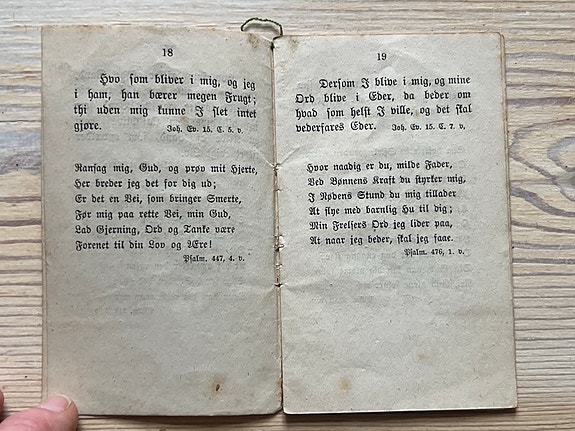 18
Hvo som bliver i mig, og jeg
i ham, han bærer megen Frugt;
thi uden mig kunne I slet intet
gjøre. Joh. Ev. 15. C. 5. v.
Ransag mig, Gud, og prøv mit Hjerte,
Her breder jeg det for dig ud;
Er det en Vei, som bringer Smerte,
Før mig paa rette Vei, min Gud,
Lad Gjerning, Ord og Tanke være
Forenet til din Lov og Ære!
Psalm. 447, 4. v.
19
Dersom I blive i mig, og mine
Ord blive i Eder, da beder om
hvad som helst I ville, og det skal
vederfares Eder. Joh. Ev. 15. C. 7. v,
Hvor naadig er du, milde Fader,
Ved Bønnens Kraft du styrker mig,
I Nødens Stund du mig tillader
At flye med barnlig Hu til dig;
Min Frelsers Ord jeg lider paa,
At naar jeg beder, skal jeg faae.
Psalm. 476, 1. v.